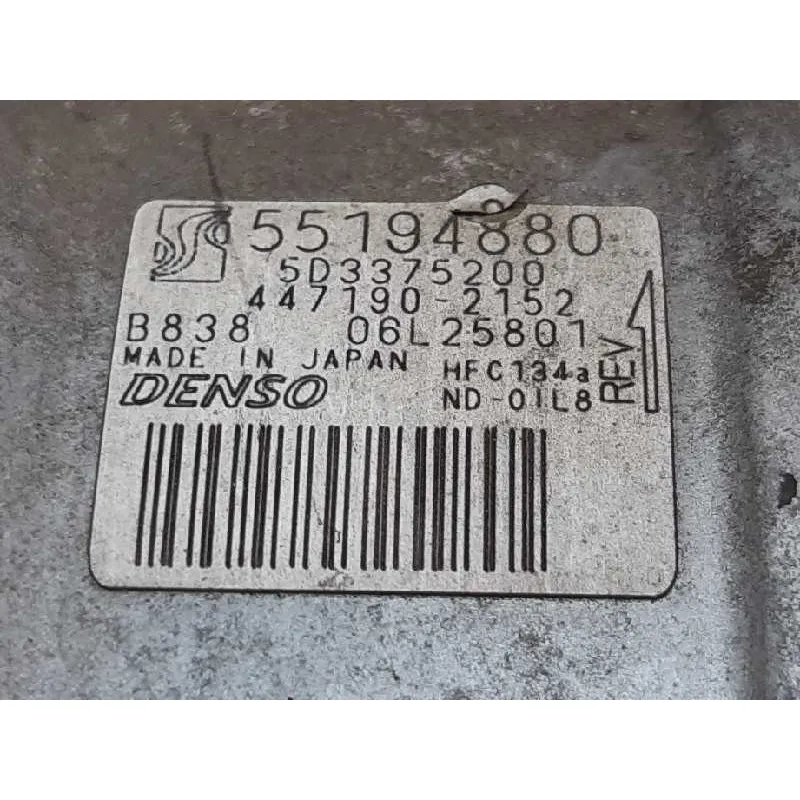 55194880
5D3375200
447190-2152
B838 06L25801
MADE IN JAPAN HFC134a
DENSO ND-OIL8
REV